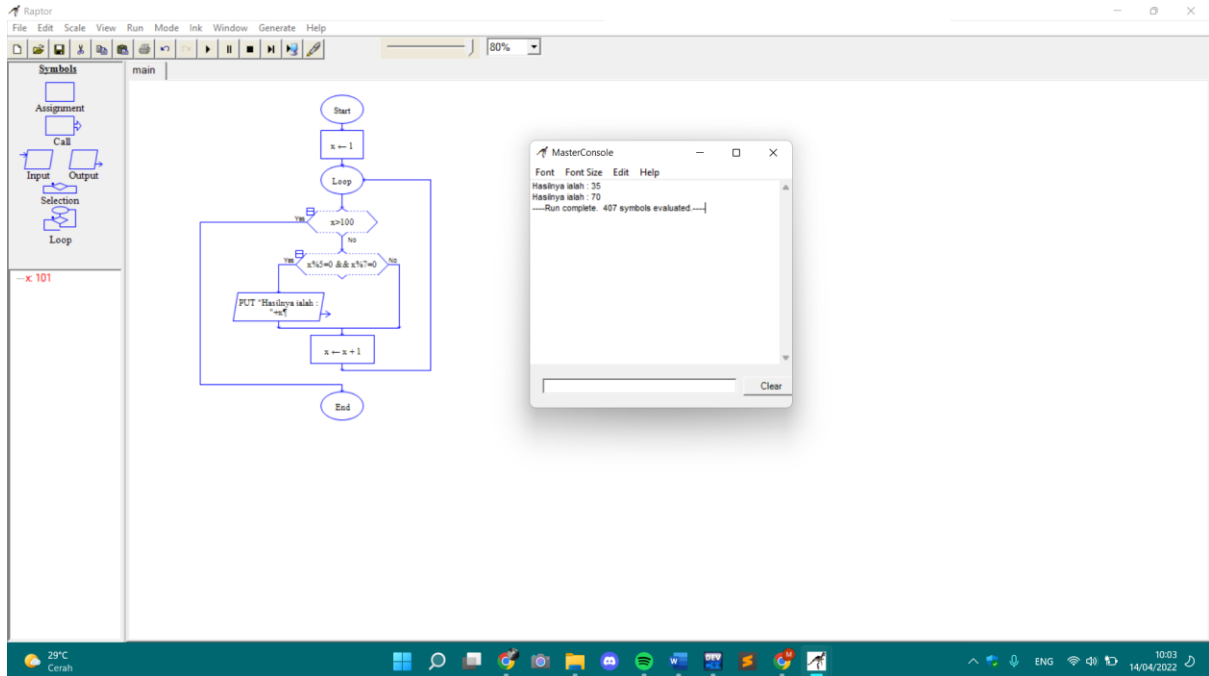 Raptor
File Edit Scale View Run Mode Ink Window Generate Help
80%
Symbols
main
Assignment
Call
Input Output
Selection
Loop
x: 101
Start
x ← 1
Loop
Yes
x>100
No
Yes
x%5=0 && x%7=0
No
PUT "Hasilnya ialah :
"+x¶
x ← x + 1
End
MasterConsole
Font Font Size Edit Help
Hasilnya ialah : 35
Hasilnya ialah : 70
----Run complete. 407 symbols evaluated.----
Clear
29°C
Cerah
W
DEV
S
M
ENG
10:03
14/04/2022